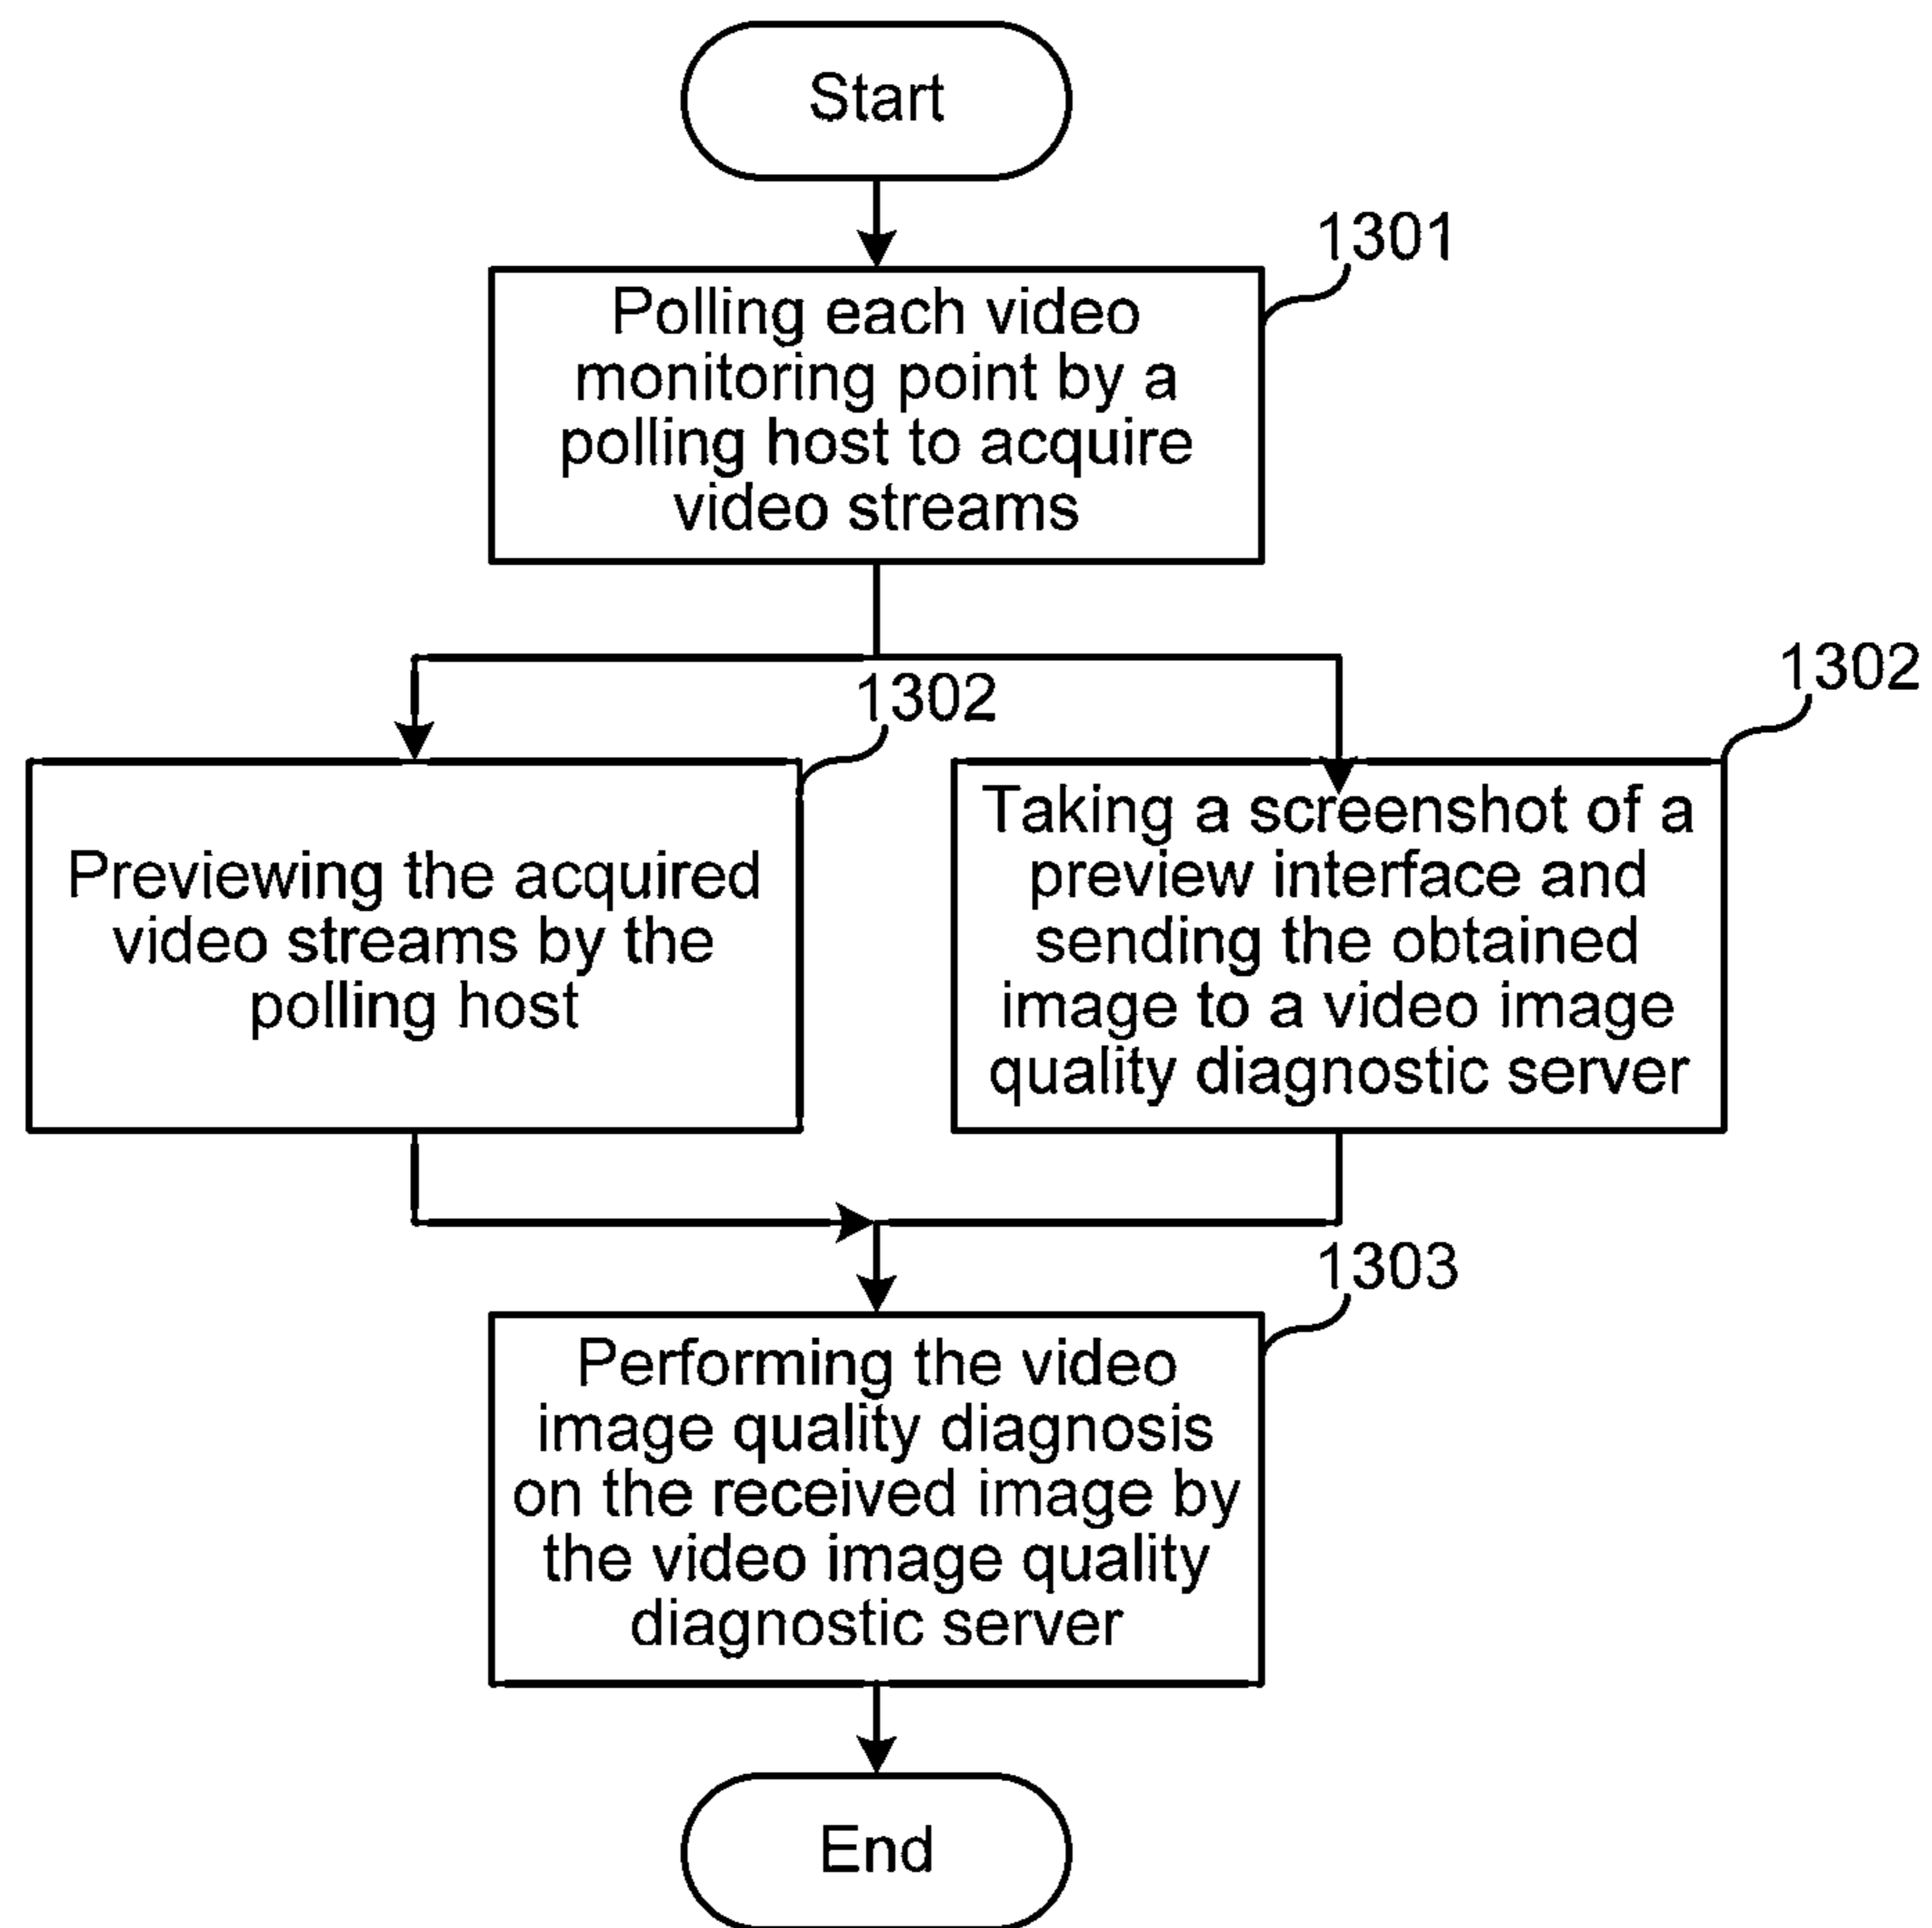 Start
1301
Polling each video
monitoring point by a
polling host to acquire
video streams
1302
Previewing the acquired
video streams by the
polling host
1302
Taking a screenshot of a
preview interface and
sending the obtained
image to a video image
quality diagnostic server
1303
Performing the video
image quality diagnosis
on the received image by
the video image quality
diagnostic server
End